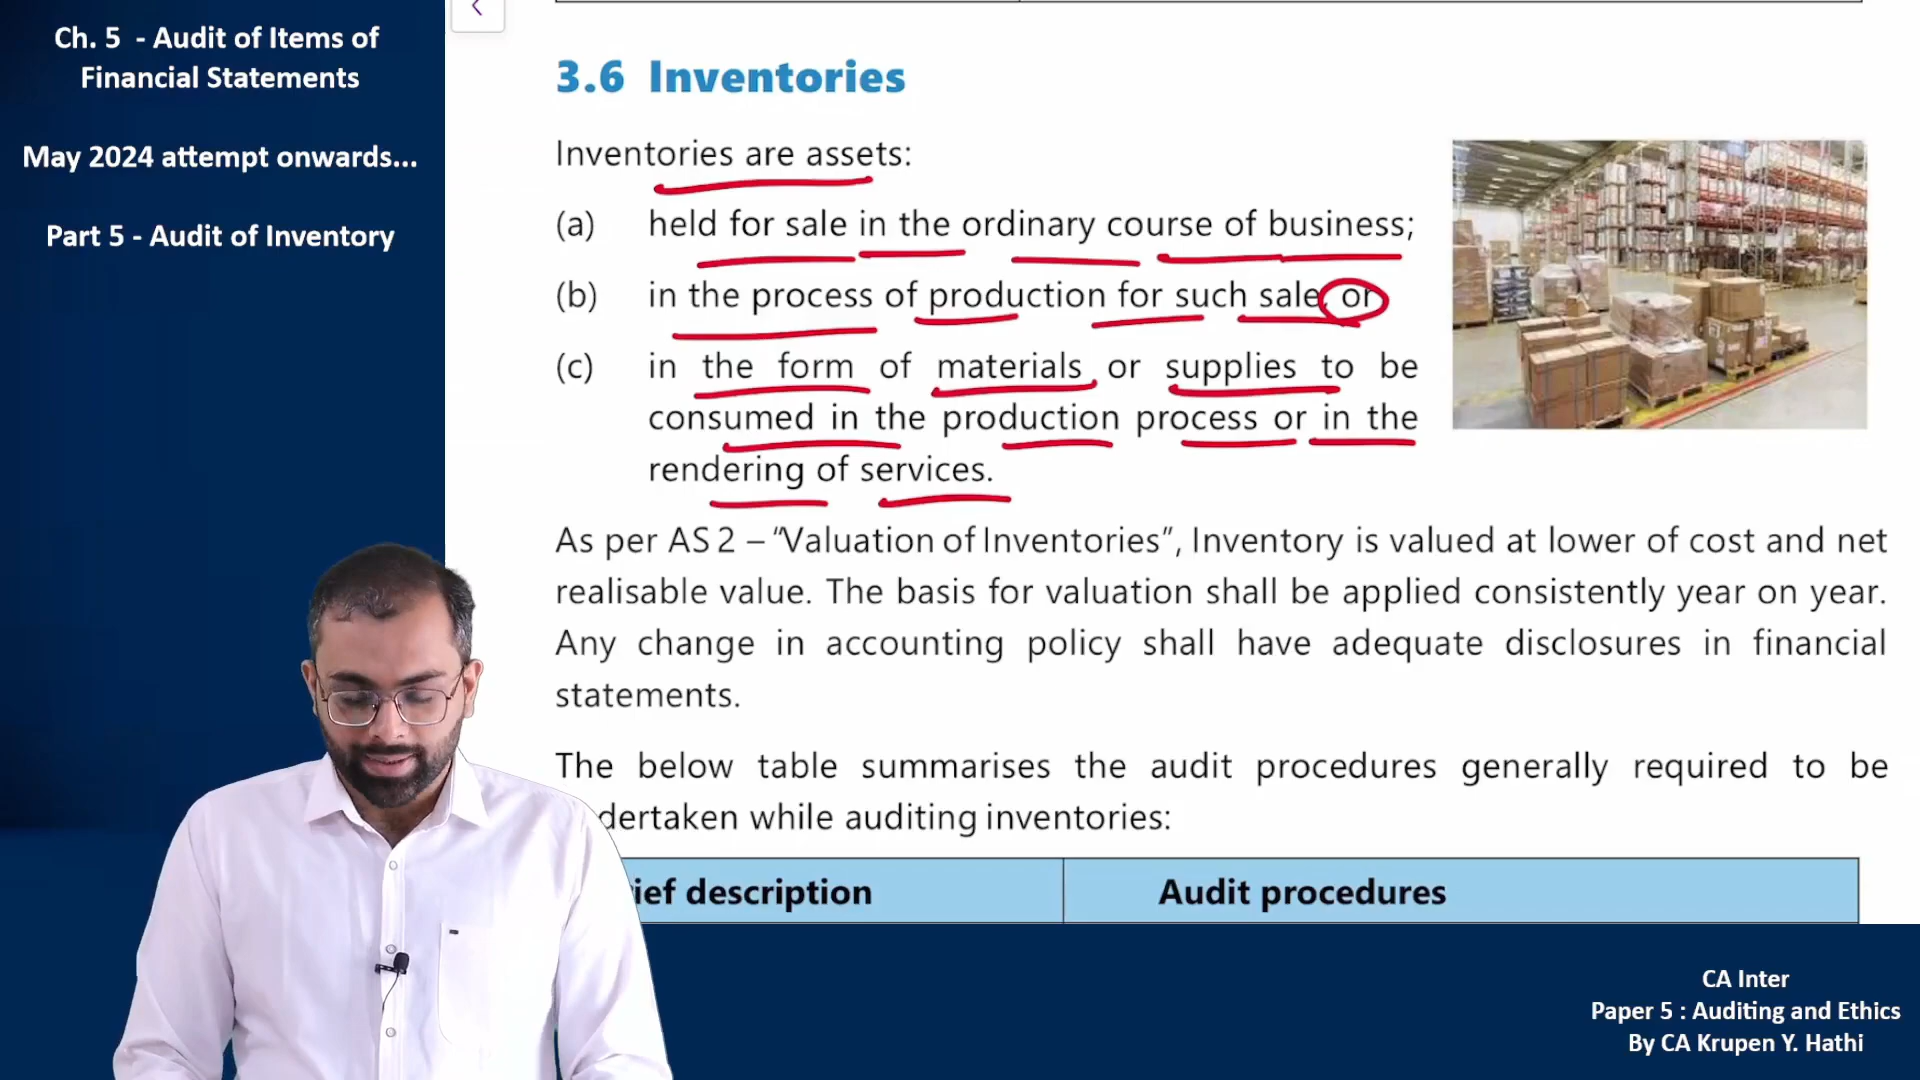 Ch. 5 - Audit of Items of
Financial Statements
May 2024 attempt onwards...
Part 5 - Audit of Inventory
3.6 Inventories
Inventories are assets:
(a) held for sale in the ordinary course of business;
(b) in the process of production for such sale, or
(c) in the form of materials or supplies to be
consumed in the production process or in the
rendering of services.
As per AS 2 – “Valuation of Inventories”, Inventory is valued at lower of cost and net
realisable value. The basis for valuation shall be applied consistently year on year.
Any change in accounting policy shall have adequate disclosures in financial
statements.
The below table summarises the audit procedures generally required to be
dertaken while auditing inventories:
ief description Audit procedures
CA Inter
Paper 5 : Auditing and Ethics
By CA Krupen Y. Hathi